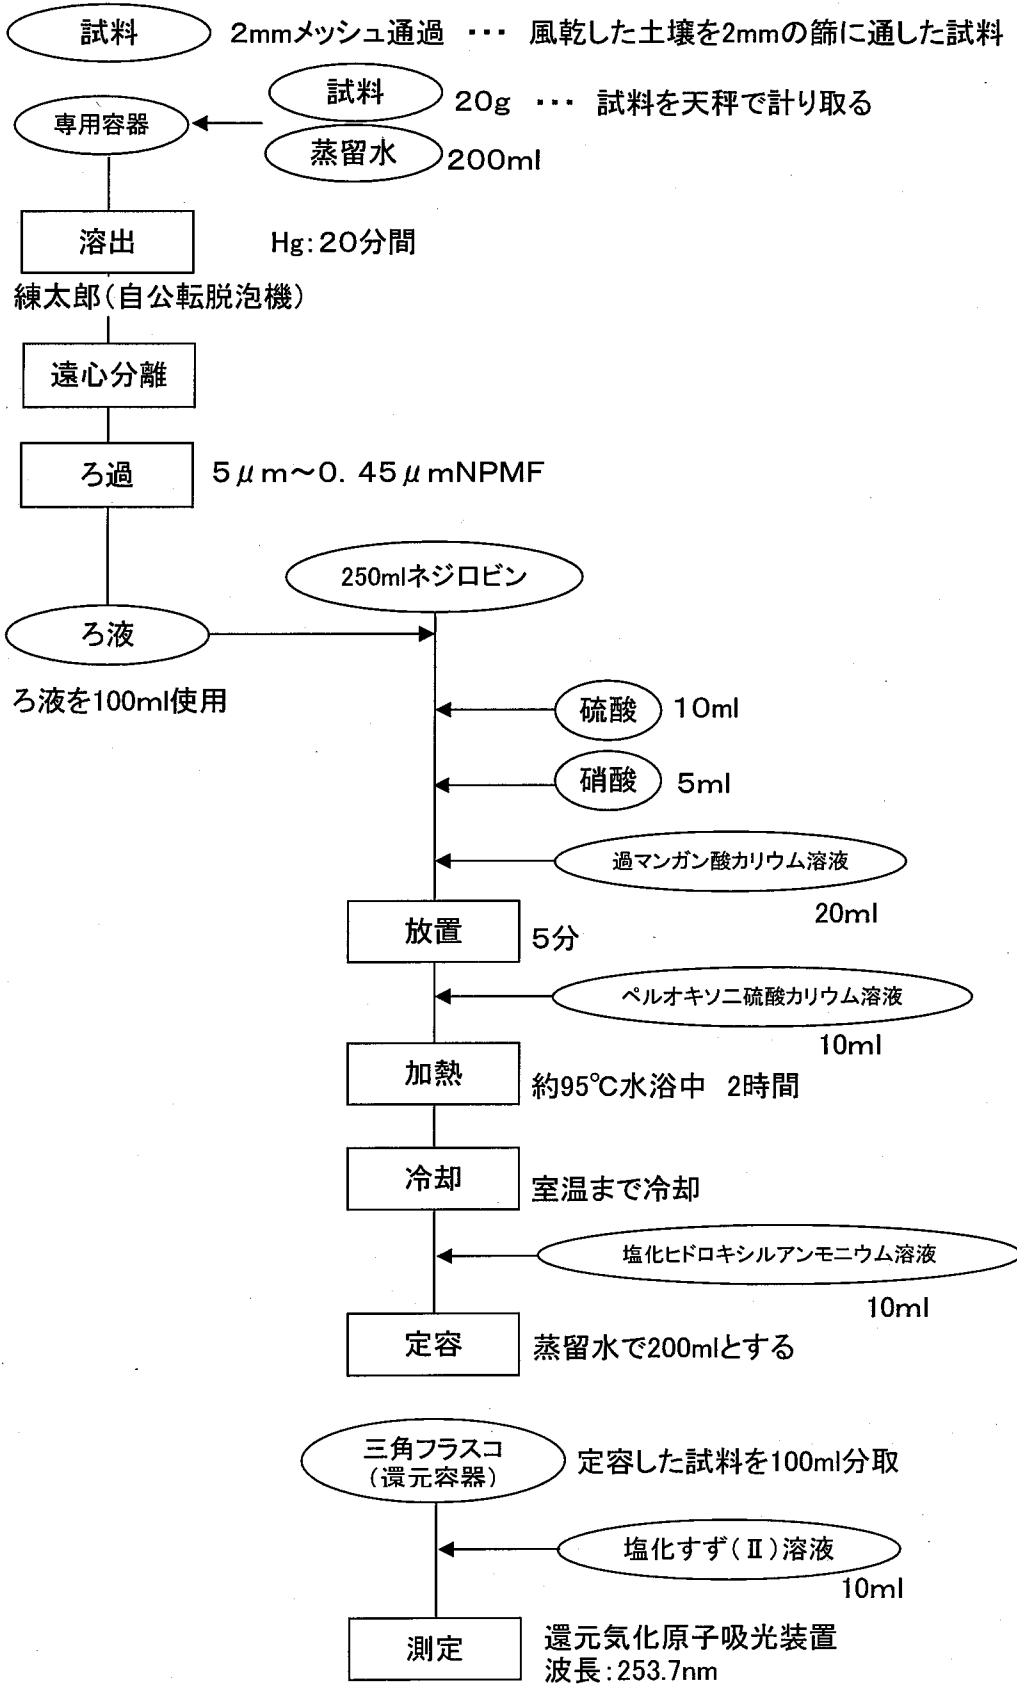 試料 2mmメッシュ通過 ··· 風乾した土壌を2mmの篩に通した試料
試料 20g ··· 試料を天秤で計り取る
専用容器
蒸留水 200ml
溶出 Hg:20分間
練太郎(自公転脱泡機)
遠心分離
ろ過 5μm～0.45μmNPMF
250mlネジロビン
ろ液
ろ液を100ml使用
硫酸 10ml
硝酸 5ml
過マンガン酸カリウム溶液
20ml
放置 5分
ペルオキソ二硫酸カリウム溶液
10ml
加熱 約95℃水浴中 2時間
冷却 室温まで冷却
塩化ヒドロキシルアンモニウム溶液
10ml
定容 蒸留水で200mlとする
三角フラスコ
(還元容器)
定容した試料を100ml分取
塩化すず(Ⅱ)溶液
10ml
測定 還元気化原子吸光装置
波長:253.7nm